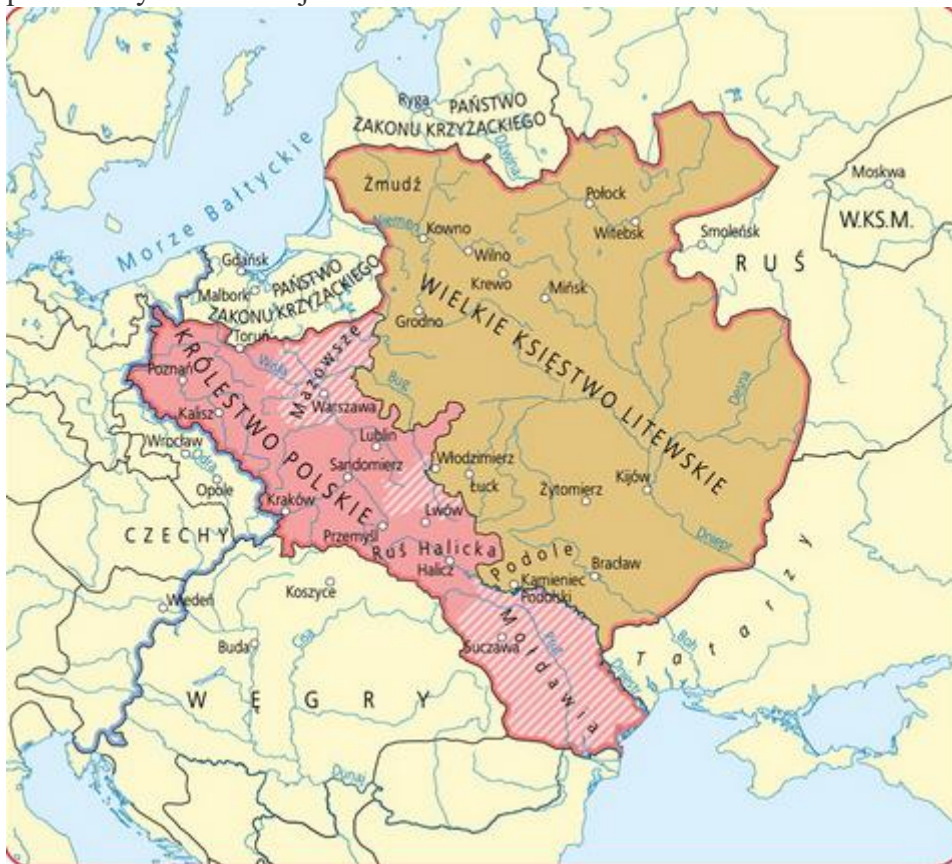 Ryga
PAŃSTWO
ZAKONU KRZYŻACKIEGO
Dźwina
Morze Bałtyckie
Żmudź
Połock
Moskwa
W.KS.M.
Niemen
Kowno
Witebsk
Smoleńsk
Wilno
RUŚ
Gdańsk
Krewo
Malbork
PAŃSTWO
ZAKONU KRZYŻACKIEGO
Mińsk
WIELKIE KSIĘSTWO LITEWSKIE
Grodno
Toruń
KRÓLESTWO POLSKIE
Mazowsze
Wisła
Poznań
Bug
Desna
Warszawa
Kalisz
Wrocław
Odra
Lublin
Sandomierz
Włodzimierz
Opole
Łuck
Żytomierz
Kijów
Kraków
Lwów
CZECHY
Przemyśl
Dniepr
Ruś Halicka
Halicz
Podole
Bracław
Kamieniec
Podolski
Koszyce
Wiedeń
Mołdawia
Prut
Suczawa
Buda
Cisa
Boh
Tatarzy
Dniestr
WĘGRY
Dunaj